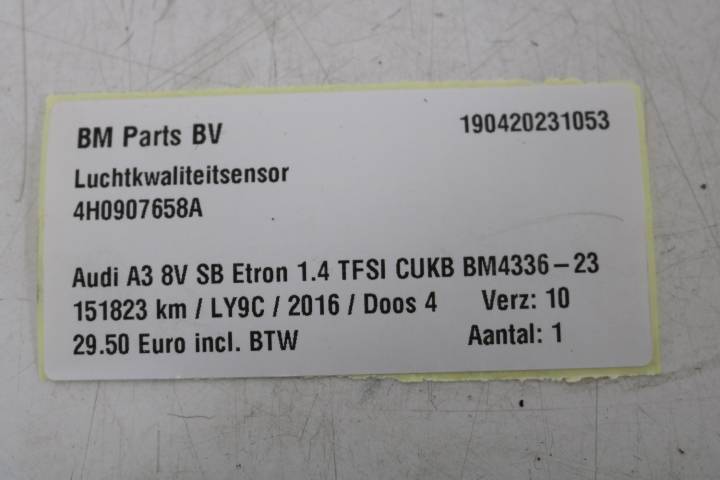 BM Parts BV 190420231053
Luchtkwaliteitsensor
4H0907658A
Audi A3 8V SB Etron 1.4 TFSI CUKB BM4336-23
151823 km / LY9C / 2016 / Doos 4 Verz: 10
29.50 Euro incl. BTW Aantal: 1